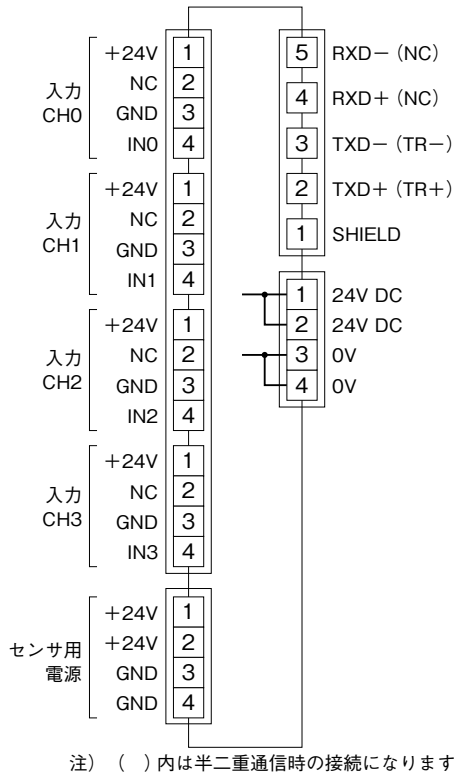 入力
CH0
+24V 1
NC 2
GND 3
IN0 4
入力
CH1
+24V 1
NC 2
GND 3
IN1 4
入力
CH2
+24V 1
NC 2
GND 3
IN2 4
入力
CH3
+24V 1
NC 2
GND 3
IN3 4
センサ用
電源
+24V 1
+24V 2
GND 3
GND 4
5 RXD− (NC)
4 RXD+ (NC)
3 TXD− (TR−)
2 TXD+ (TR+)
1 SHIELD
1 24V DC
2 24V DC
3 0V
4 0V
注) ( ) 内は半二重通信時の接続になります